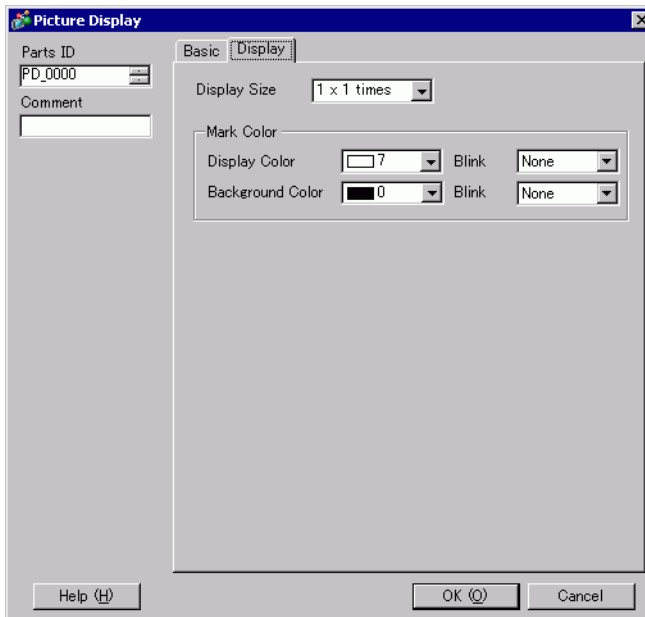 Picture Display
Parts ID
PD_0000
Comment
Basic
Display
Display Size
1 x 1 times
Mark Color
Display Color
7
Blink
None
Background Color
0
Blink
None
Help (H)
OK (O)
Cancel